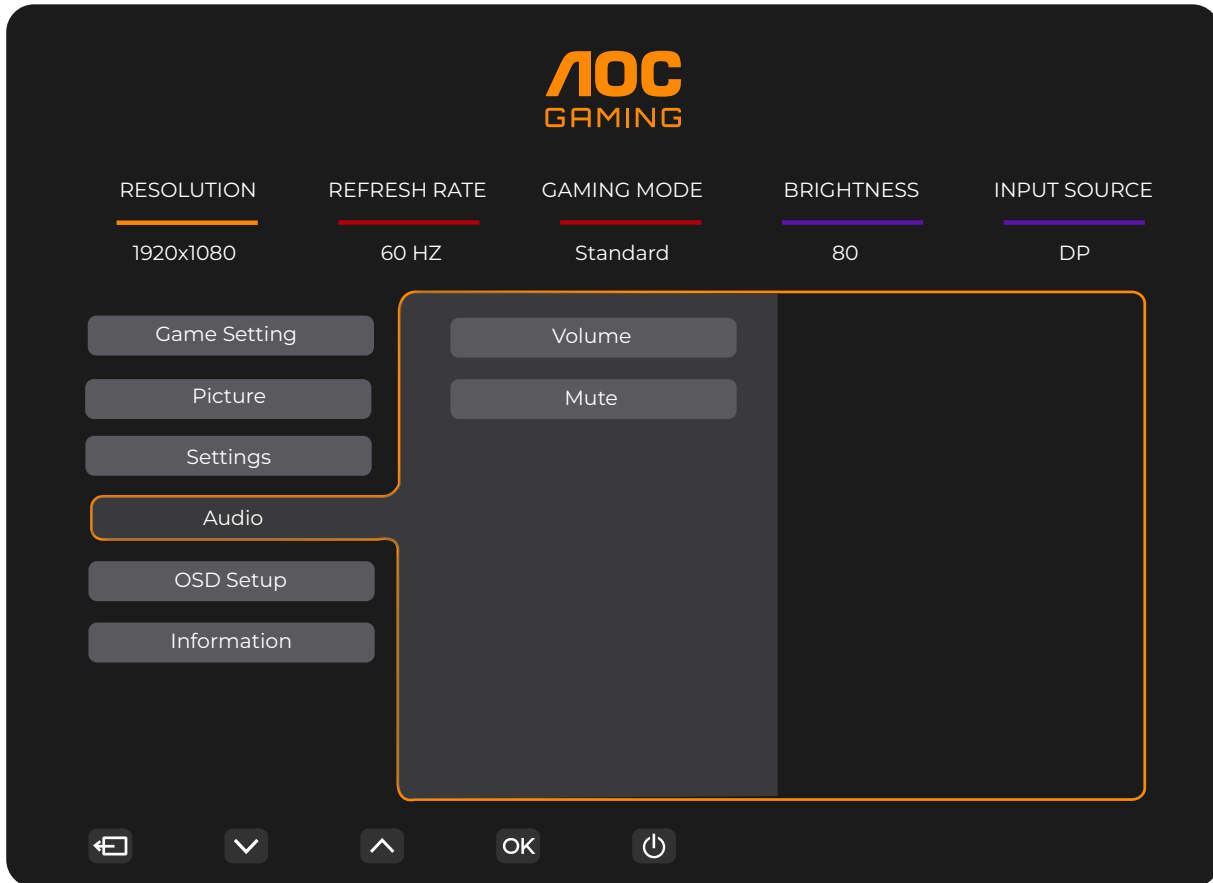 AOC
GAMING
RESOLUTION REFRESH RATE GAMING MODE BRIGHTNESS INPUT SOURCE
1920x1080 60 HZ Standard 80 DP
Game Setting
Picture
Settings
Audio
OSD Setup
Information
Volume
Mute
OK